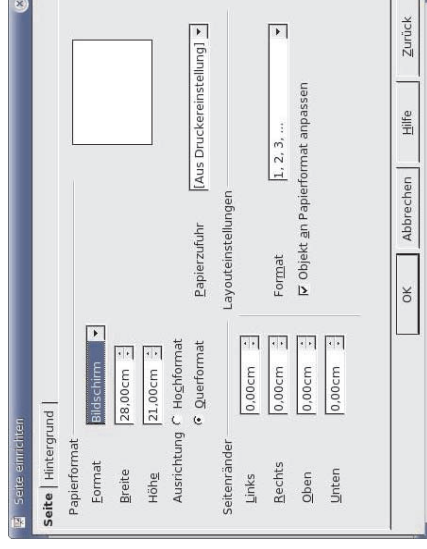 Seite einrichten
Seite Hintergrund
Papierformat
Format Bildschirm
Breite 28,00cm
Höhe 21,00cm
Ausrichtung Hochformat
Querformat
Papierzufuhr [Aus Druckereinstellung]
Seitenränder
Links 0,00cm
Rechts 0,00cm
Oben 0,00cm
Unten 0,00cm
Layouteinstellungen
Format 1, 2, 3, ...
Objekt an Papierformat anpassen
OK Abbrechen Hilfe Zurück